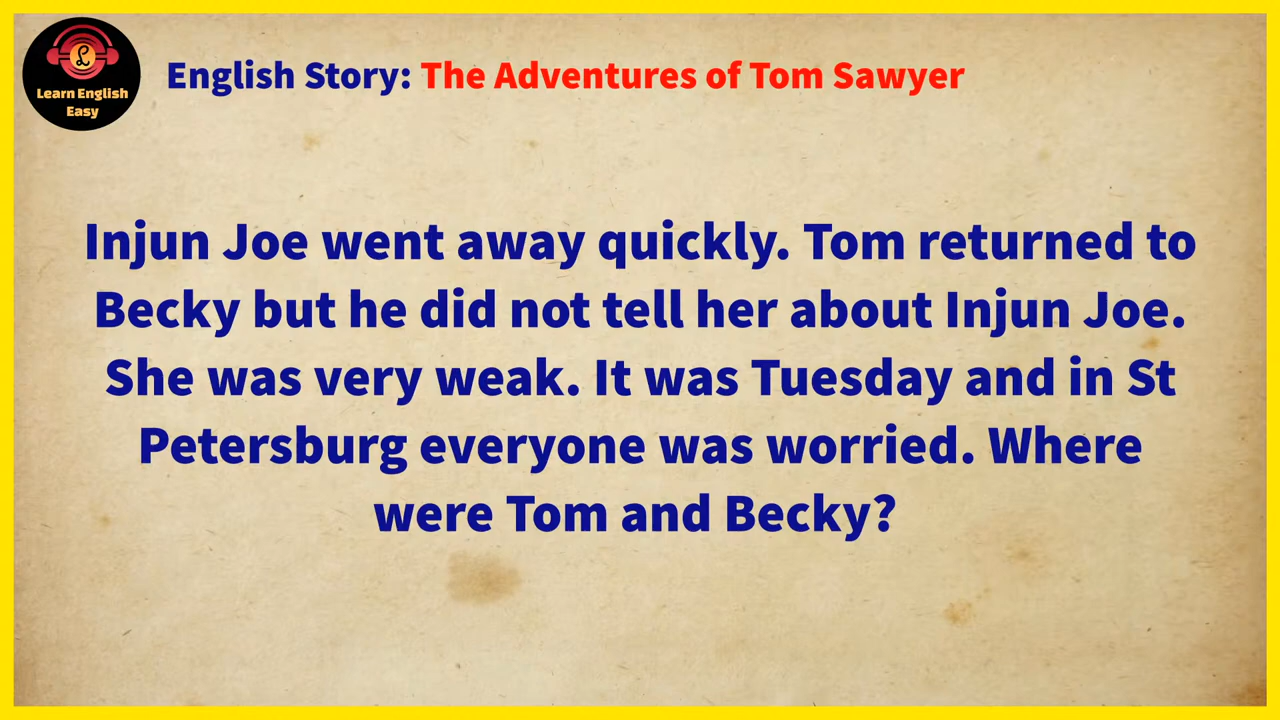 Learn English
Easy
English Story: The Adventures of Tom Sawyer
Injun Joe went away quickly. Tom returned to
Becky but he did not tell her about Injun Joe.
She was very weak. It was Tuesday and in St
Petersburg everyone was worried. Where
were Tom and Becky?